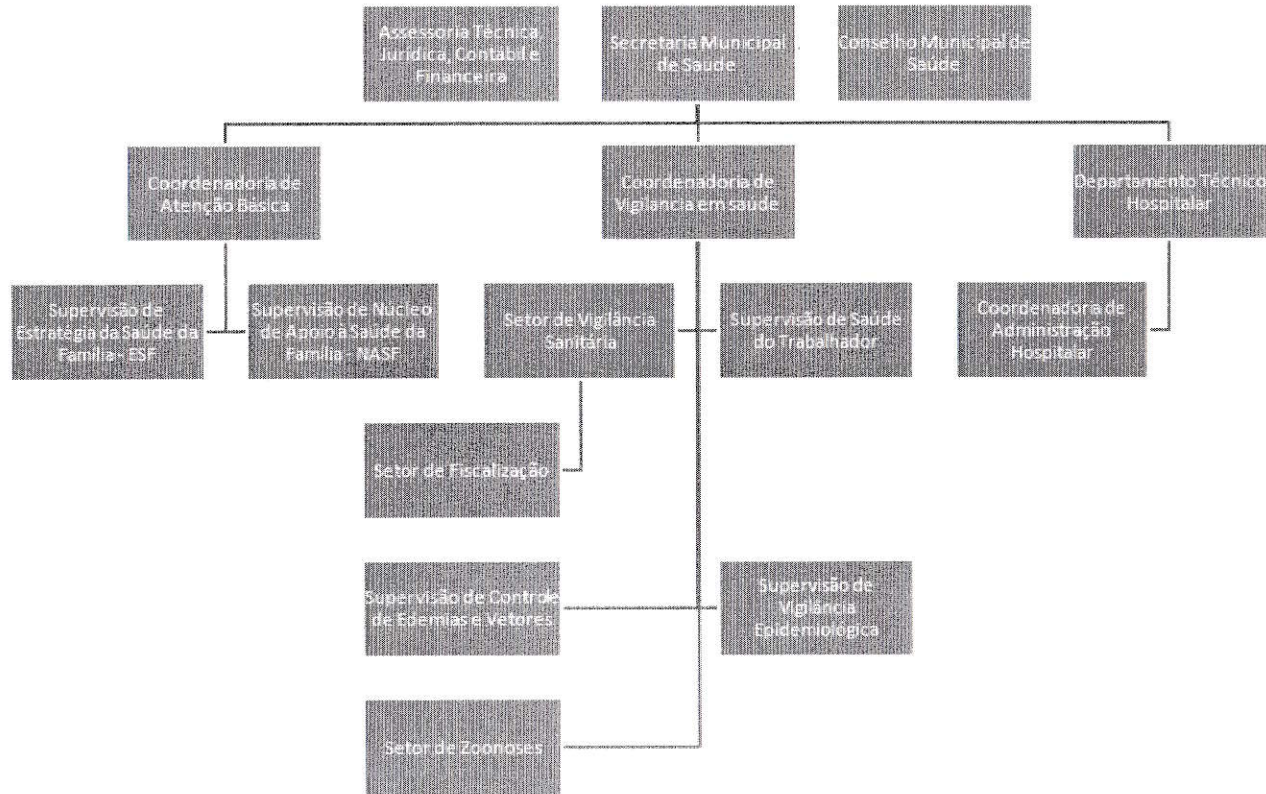 Assessoria Técnica
Jurídica, Contábil e
Financeira
Secretaria Municipal
de Saúde
Conselho Municipal de
Saúde
Coordenadoria de
Atenção Básica
Coordenadoria de
Vigilância em saúde
Departamento Técnico
Hospitalar
Supervisão de
Estratégia da Saúde da
Família - ESF
Supervisão de Núcleo
de Apoio à Saúde da
Família - NASF
Setor de Vigilância
Sanitária
Supervisão de Saúde
do Trabalhador
Coordenadoria de
Administração
Hospitalar
Setor de Fiscalização
Supervisão de Controle
de Epemias e Vetores
Supervisão de
Vigilância
Epidemiológica
Setor de Zoonoses